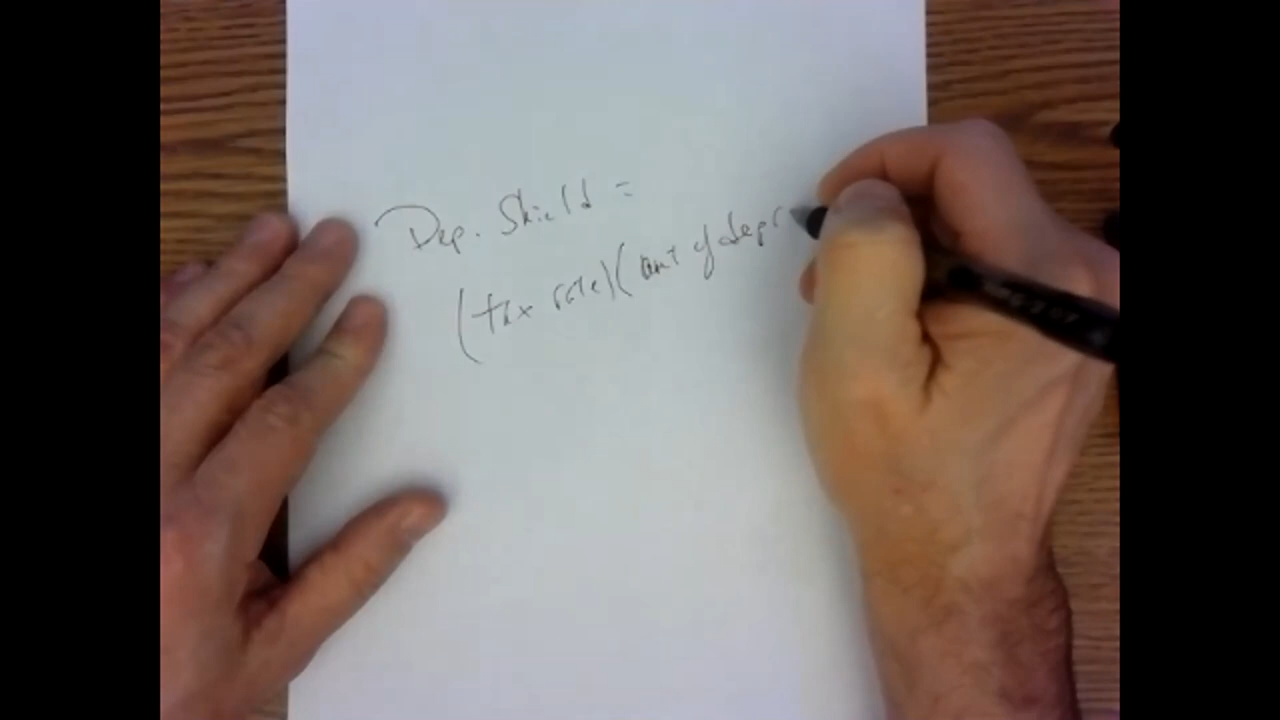 Dep. Shield =
(tax rate)(amt of depr